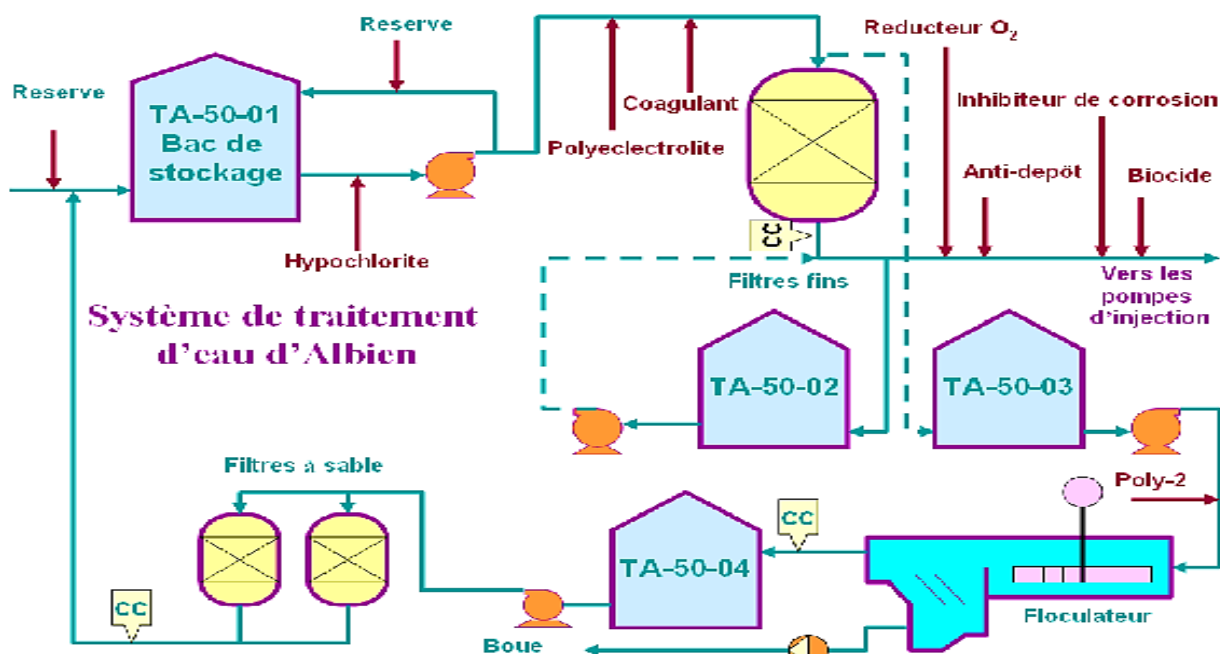 Reserve
Reserve
TA-50-01
Bac de
stockage
Hypochlorite
Polyeclectrolite
Coagulant
Reducteur O₂
Inhibiteur de corrosion
Anti-depöt
Biocide
CC
Filtres fins
Vers les
pompes
d'injection
Système de traitement
d'eau d'Albien
TA-50-02
TA-50-03
Filtres a sable
Poly-2
CC
TA-50-04
CC
Floculateur
Boue